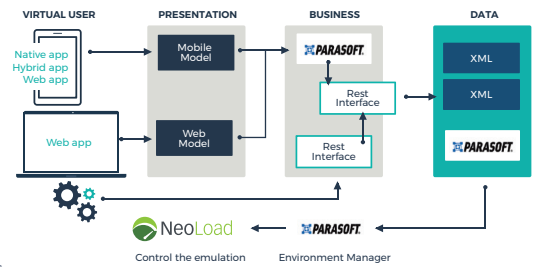 VIRTUAL USER
PRESENTATION
BUSINESS
DATA
Native app
Hybrid app
Web app
Mobile
Model
PARASOFT.
XML
XML
Rest
Interface
Web app
Web
Model
Rest
Interface
PARASOFT.
NeoLoad
PARASOFT.
Control the emulation
Environment Manager